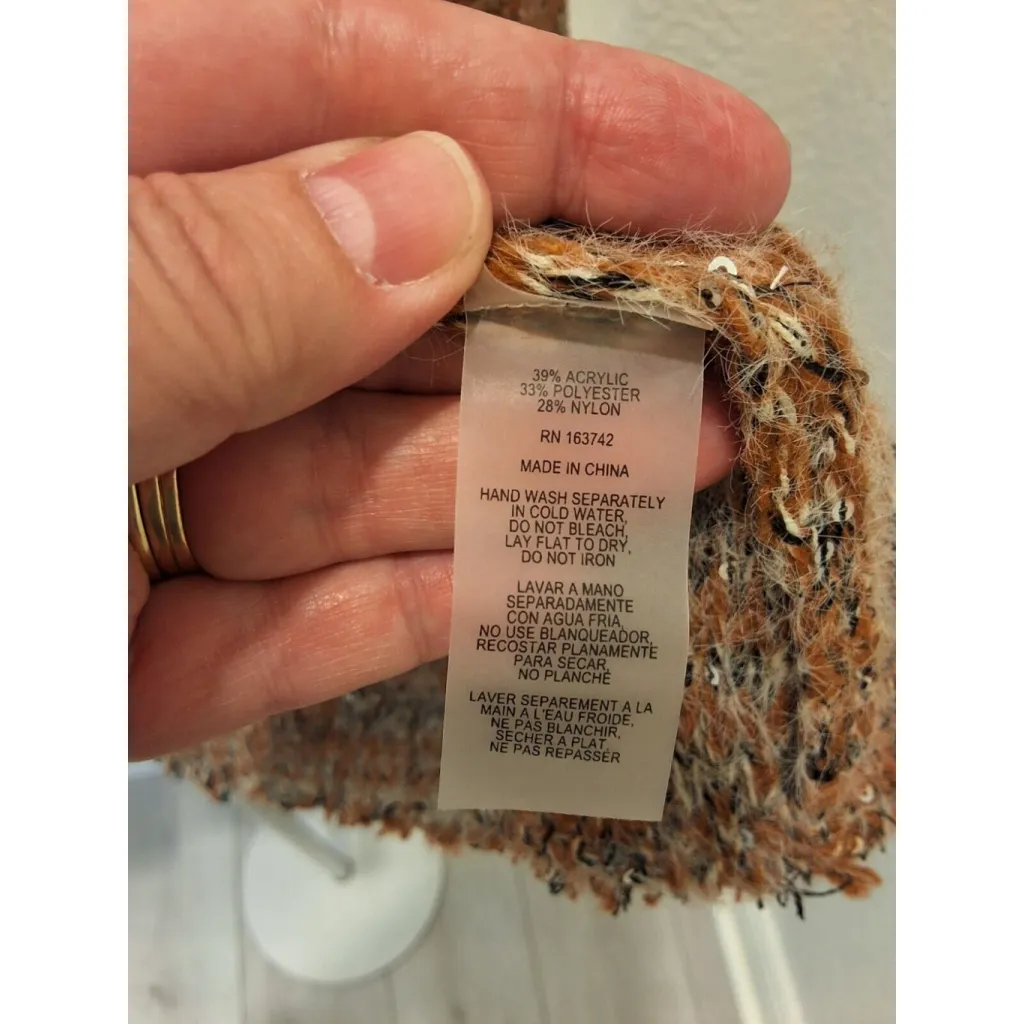 39% ACRYLIC
33% POLYESTER
28% NYLON
RN 163742
MADE IN CHINA
HAND WASH SEPARATELY
IN COLD WATER,
DO NOT BLEACH,
LAY FLAT TO DRY,
DO NOT IRON
LAVAR A MANO
SEPARADAMENTE
CON AGUA FRIA,
NO USE BLANQUEADOR,
RECOSTAR PLANAMENTE
PARA SECAR,
NO PLANCHÉ
LAVER SEPAREMENT A LA
MAIN A L'EAU FROIDE,
NE PAS BLANCHIR,
SECHER A PLAT,
NE PAS REPASSER